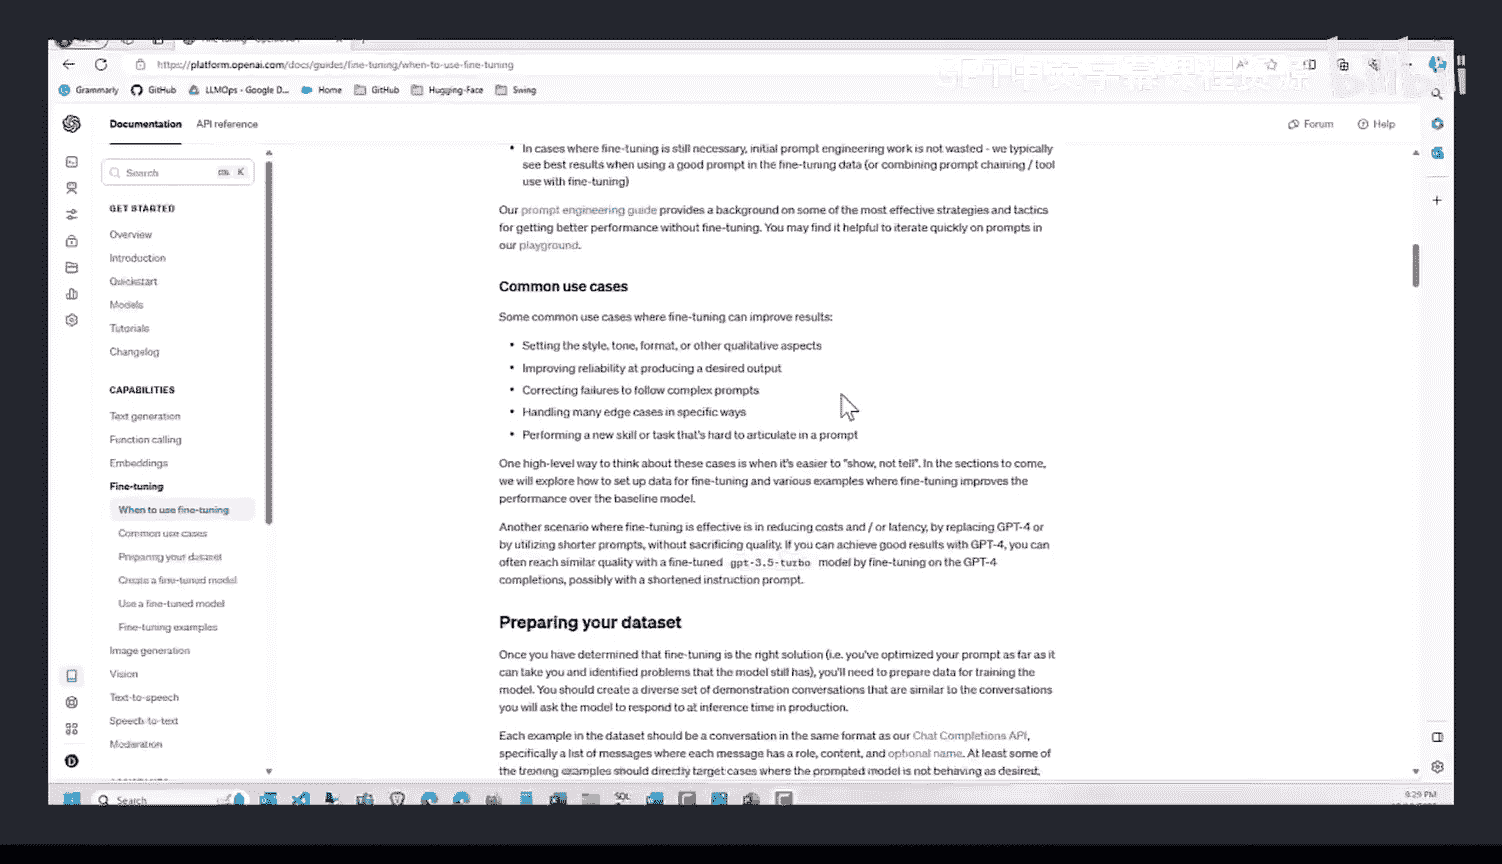 https://platform.openai.com/docs/guides/fine-tuning/when-to-use-fine-tuning
GPT中英字幕课程资源
Grammarly GitHub LLMOps - Google D... Home GitHub Hugging-Face Swing
Documentation API reference Forum Help
Search K
GET STARTED
Overview
Introduction
Quickstart
Models
Tutorials
Changelog
CAPABILITIES
Text generation
Function calling
Embeddings
Fine-tuning
When to use fine-tuning
Common use cases
Preparing your dataset
Create a fine-tuned model
Use a fine-tuned model
Fine-tuning examples
Image generation
Vision
Text-to-speech
Speech-to-text
Moderation
• In cases where fine-tuning is still necessary, initial prompt engineering work is not wasted - we typically
see best results when using a good prompt in the fine-tuning data (or combining prompt chaining / tool
use with fine-tuning)
Our prompt engineering guide provides a background on some of the most effective strategies and tactics
for getting better performance without fine-tuning. You may find it helpful to iterate quickly on prompts in
our playground.
Common use cases
Some common use cases where fine-tuning can improve results:
• Setting the style, tone, format, or other qualitative aspects
• Improving reliability at producing a desired output
• Correcting failures to follow complex prompts
• Handling many edge cases in specific ways
• Performing a new skill or task that's hard to articulate in a prompt
One high-level way to think about these cases is when it's easier to "show, not tell". In the sections to come,
we will explore how to set up data for fine-tuning and various examples where fine-tuning improves the
performance over the baseline model.
Another scenario where fine-tuning is effective is in reducing costs and / or latency, by replacing GPT-4 or
by utilizing shorter prompts, without sacrificing quality. If you can achieve good results with GPT-4, you can
often reach similar quality with a fine-tuned gpt-3.5-turbo model by fine-tuning on the GPT-4
completions, possibly with a shortened instruction prompt.
Preparing your dataset
Once you have determined that fine-tuning is the right solution (i.e. you've optimized your prompt as far as it
can take you and identified problems that the model still has), you'll need to prepare data for training the
model. You should create a diverse set of demonstration conversations that are similar to the conversations
you will ask the model to respond to at inference time in production.
Each example in the dataset should be a conversation in the same format as our Chat Completions API,
specifically a list of messages where each message has a role, content, and optional name. At least some of
the training examples should directly target cases where the prompted model is not behaving as desired,
Search
8:29 PM